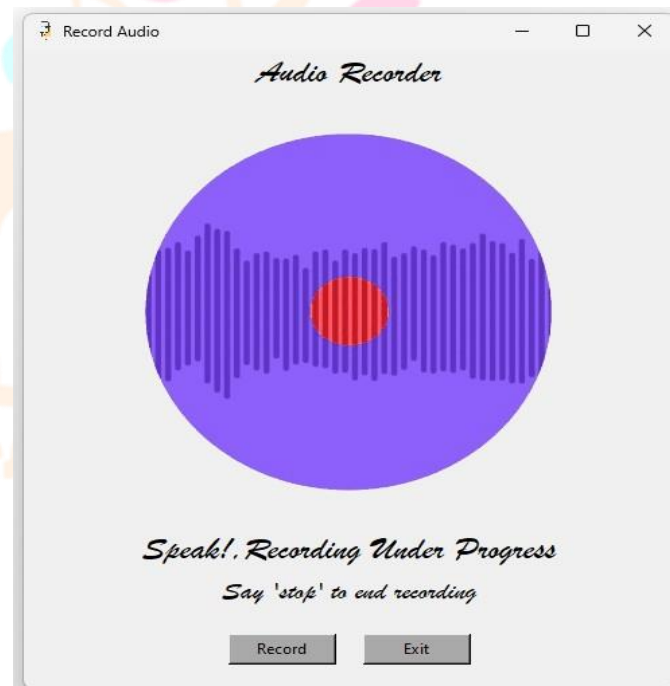 Record Audio
Audio Recorder
Speak!, Recording Under Progress
Say 'stop' to end recording
Record Exit